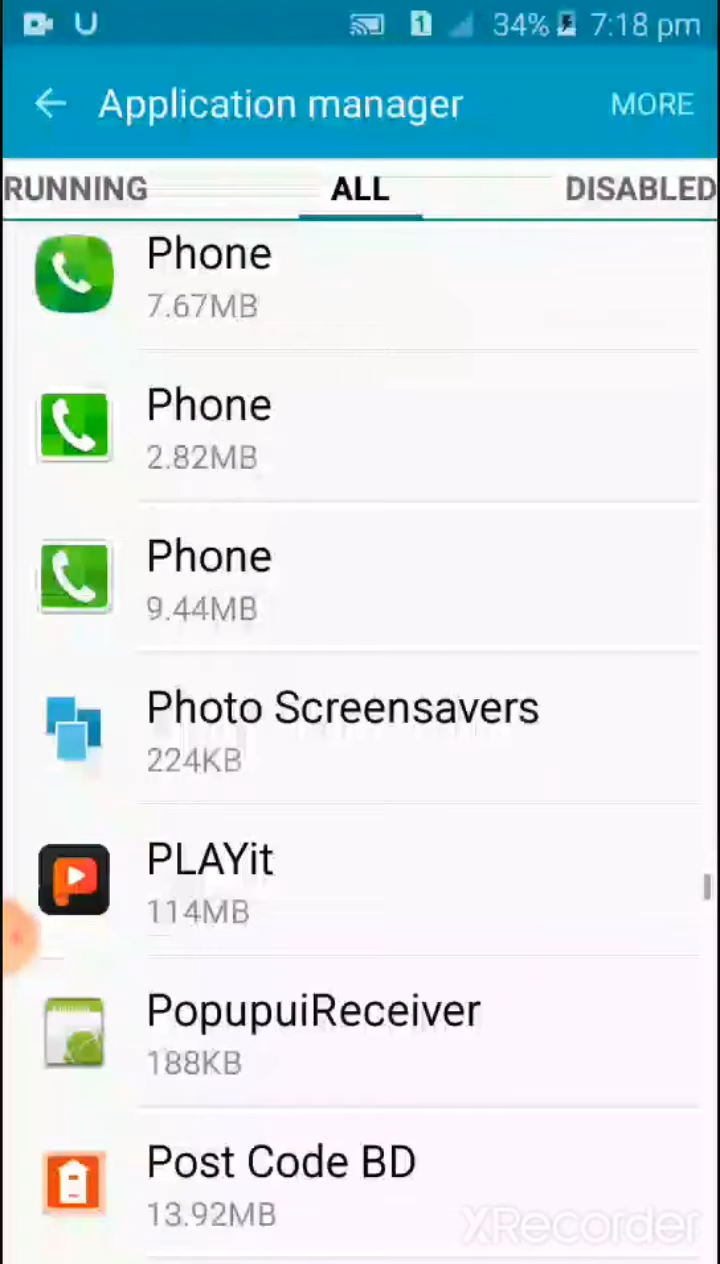 U 1 34% 7:18 pm
Application manager MORE
RUNNING ALL DISABLED
Phone
7.67MB
Phone
2.82MB
Phone
9.44MB
Photo Screensavers
224KB
PLAYit
114MB
PopupuiReceiver
188KB
Post Code BD
13.92MB
XRecorder